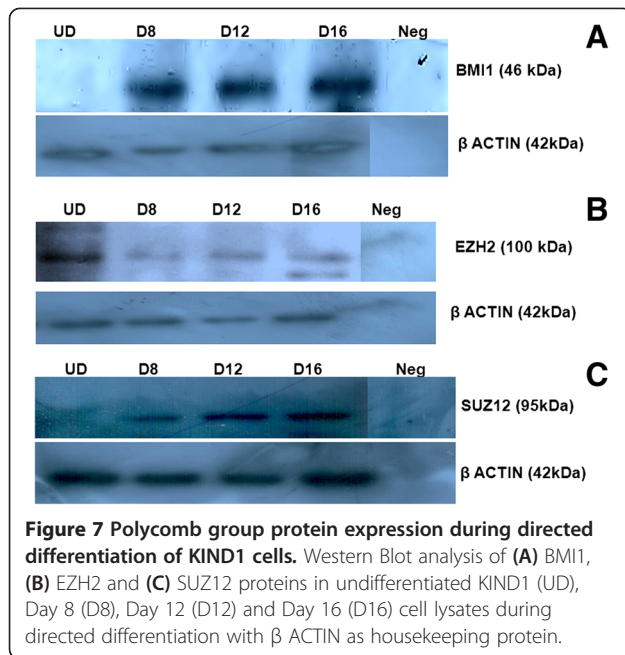 UD D8 D12 D16 Neg A
BMI1 (46 kDa)
β ACTIN (42kDa)
B
UD D8 D12 D16 Neg
EZH2 (100 kDa)
β ACTIN (42kDa)
UD D8 D12 D16 Neg C
SUZ12 (95kDa)
β ACTIN (42kDa)
Figure 7 Polycomb group protein expression during directed
differentiation of KIND1 cells. Western Blot analysis of (A) BMI1,
(B) EZH2 and (C) SUZ12 proteins in undifferentiated KIND1 (UD),
Day 8 (D8), Day 12 (D12) and Day 16 (D16) cell lysates during
directed differentiation with β ACTIN as housekeeping protein.